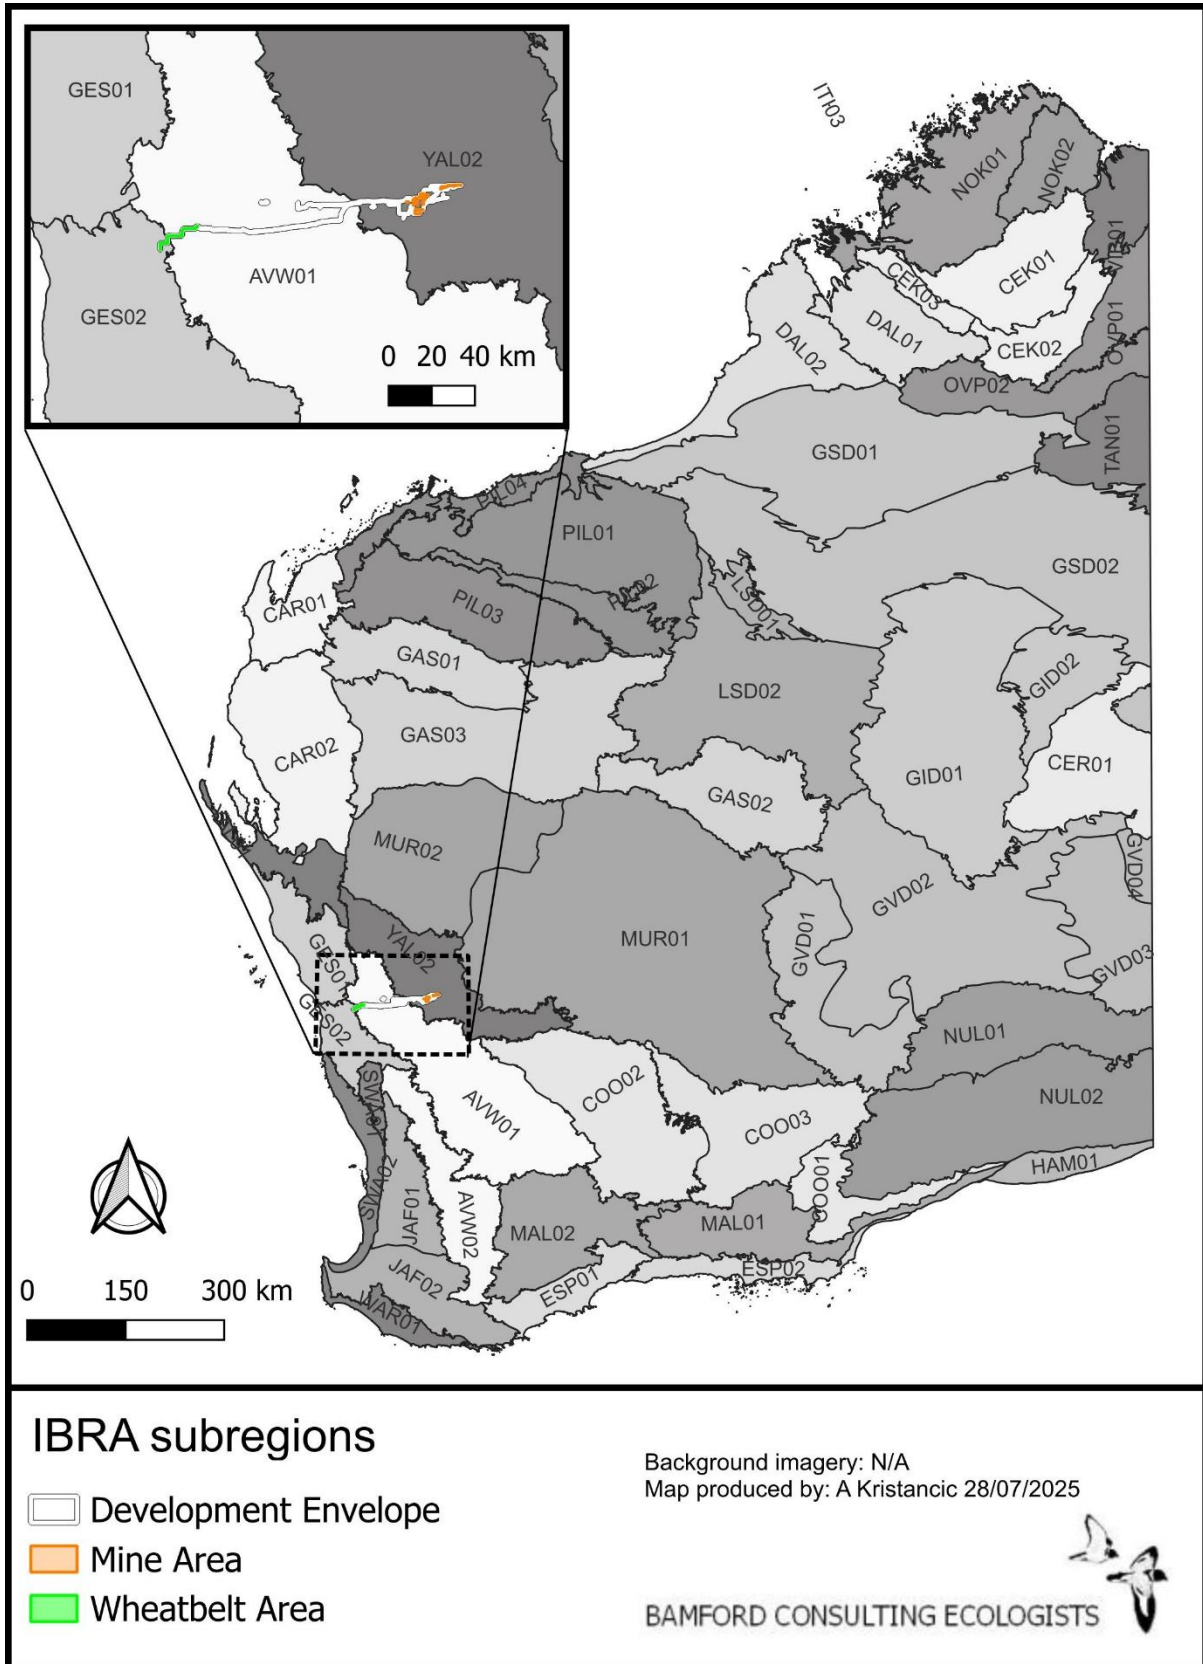 GES01
YAL02
AVW01
GES02
0 20 40 km
ITI03
NOK01
NOK02
VIB01
CEK01
CEK03
DAL01
DAL02
CEK02
OVP01
OVP02
TAN01
GSD01
PIL04
PIL01
GSD02
LSD01
PIL02
PIL03
CAR01
GAS01
GID02
LSD02
CAR02
GAS03
GID01
CER01
GAS02
MUR02
GVD04
GVD02
MUR01
YAL02
GES01
GVD01
GVD03
GES02
NUL01
COO02
NUL02
AVW01
COO03
SWA01
HAM01
SWA02
JAF01
AVW02
MAL02
MAL01
COO01
JAF02
ESP01
ESP02
WAR01
0 150 300 km
IBRA subregions
Development Envelope
Mine Area
Wheatbelt Area
Background imagery: N/A
Map produced by: A Kristancic 28/07/2025
BAMFORD CONSULTING ECOLOGISTS